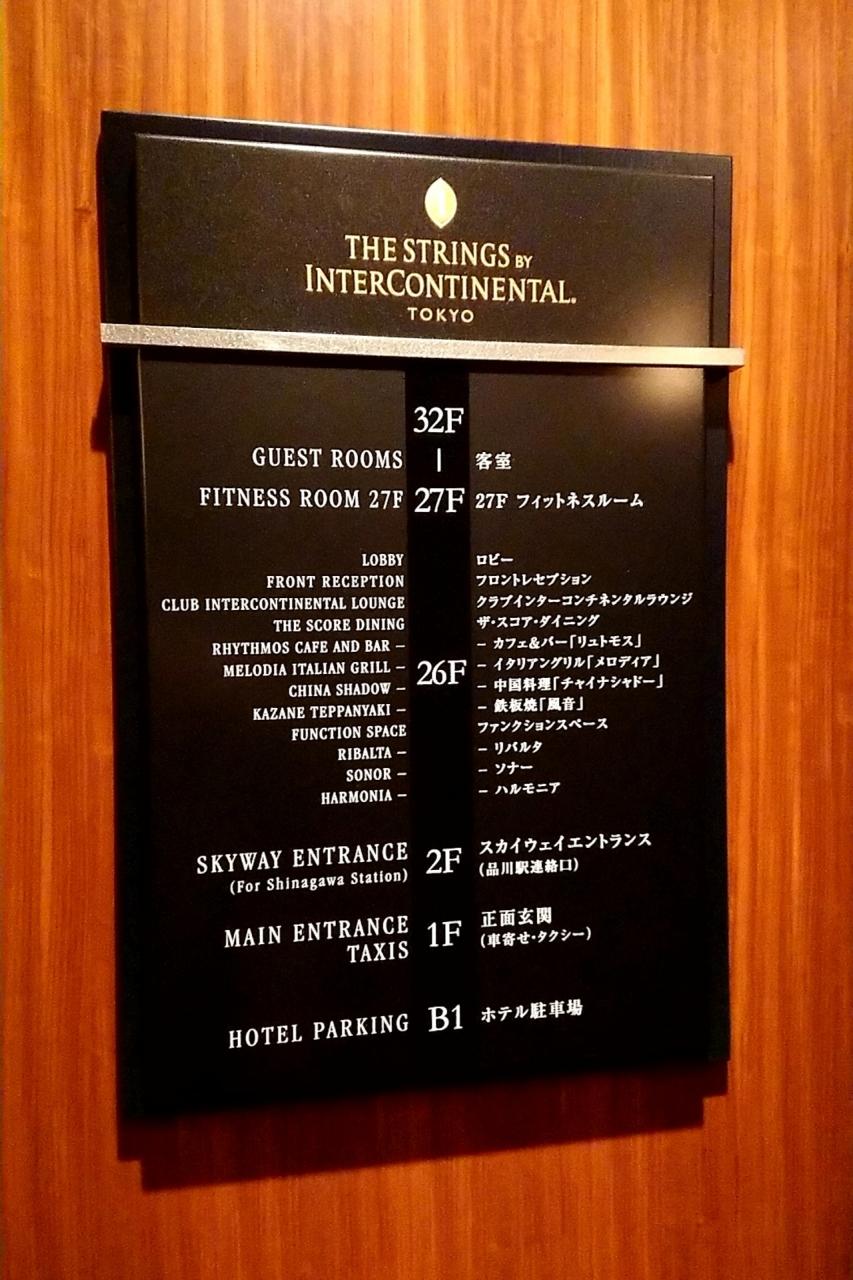 THE STRINGS BY
INTERCONTINENTAL.
TOKYO
32F
GUEST ROOMS | 客室
FITNESS ROOM 27F 27F 27F フィットネスルーム
LOBBY ロビー
FRONT RECEPTION フロントレセプション
CLUB INTERCONTINENTAL LOUNGE クラブインターコンチネンタルラウンジ
THE SCORE DINING ザ・スコア・ダイニング
RHYTHMOS CAFE AND BAR – – カフェ&バー「リュトモス」
MELODIA ITALIAN GRILL – 26F – イタリアングリル「メロディア」
CHINA SHADOW – – 中国料理「チャイナシャドー」
KAZANE TEPPANYAKI – – 鉄板焼「風音」
FUNCTION SPACE ファンクションスペース
RIBALTA – – リバルタ
SONOR – – ソナー
HARMONIA – – ハルモニア
SKYWAY ENTRANCE 2F スカイウェイエントランス
(For Shinagawa Station) (品川駅連絡口)
MAIN ENTRANCE 1F 正面玄関
TAXIS (車寄せ・タクシー)
HOTEL PARKING B1 ホテル駐車場